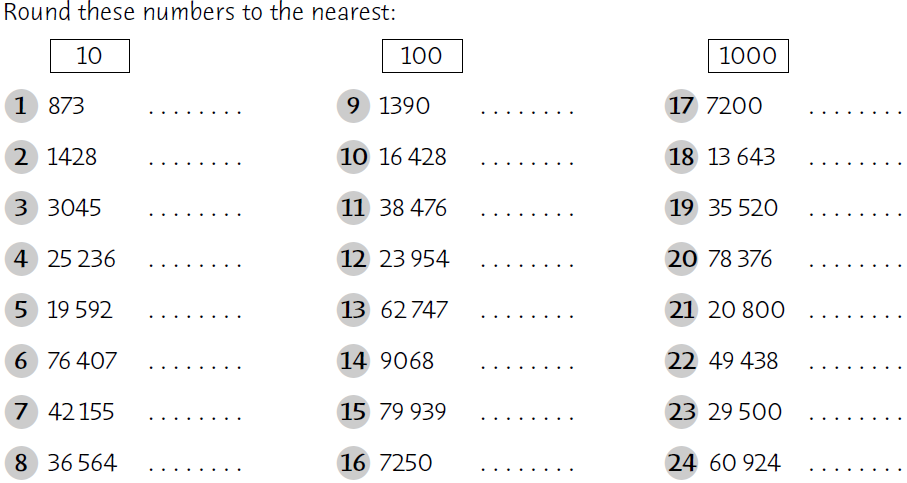 Round these numbers to the nearest:
10 100 1000
1 873 ........ 9 1390 ........ 17 7200 ........
2 1428 ........ 10 16 428 ........ 18 13 643 ........
3 3045 ........ 11 38 476 ........ 19 35 520 ........
4 25 236 ........ 12 23 954 ........ 20 78 376 ........
5 19 592 ........ 13 62 747 ........ 21 20 800 ........
6 76 407 ........ 14 9068 ........ 22 49 438 ........
7 42 155 ........ 15 79 939 ........ 23 29 500 ........
8 36 564 ........ 16 7250 ........ 24 60 924 ........